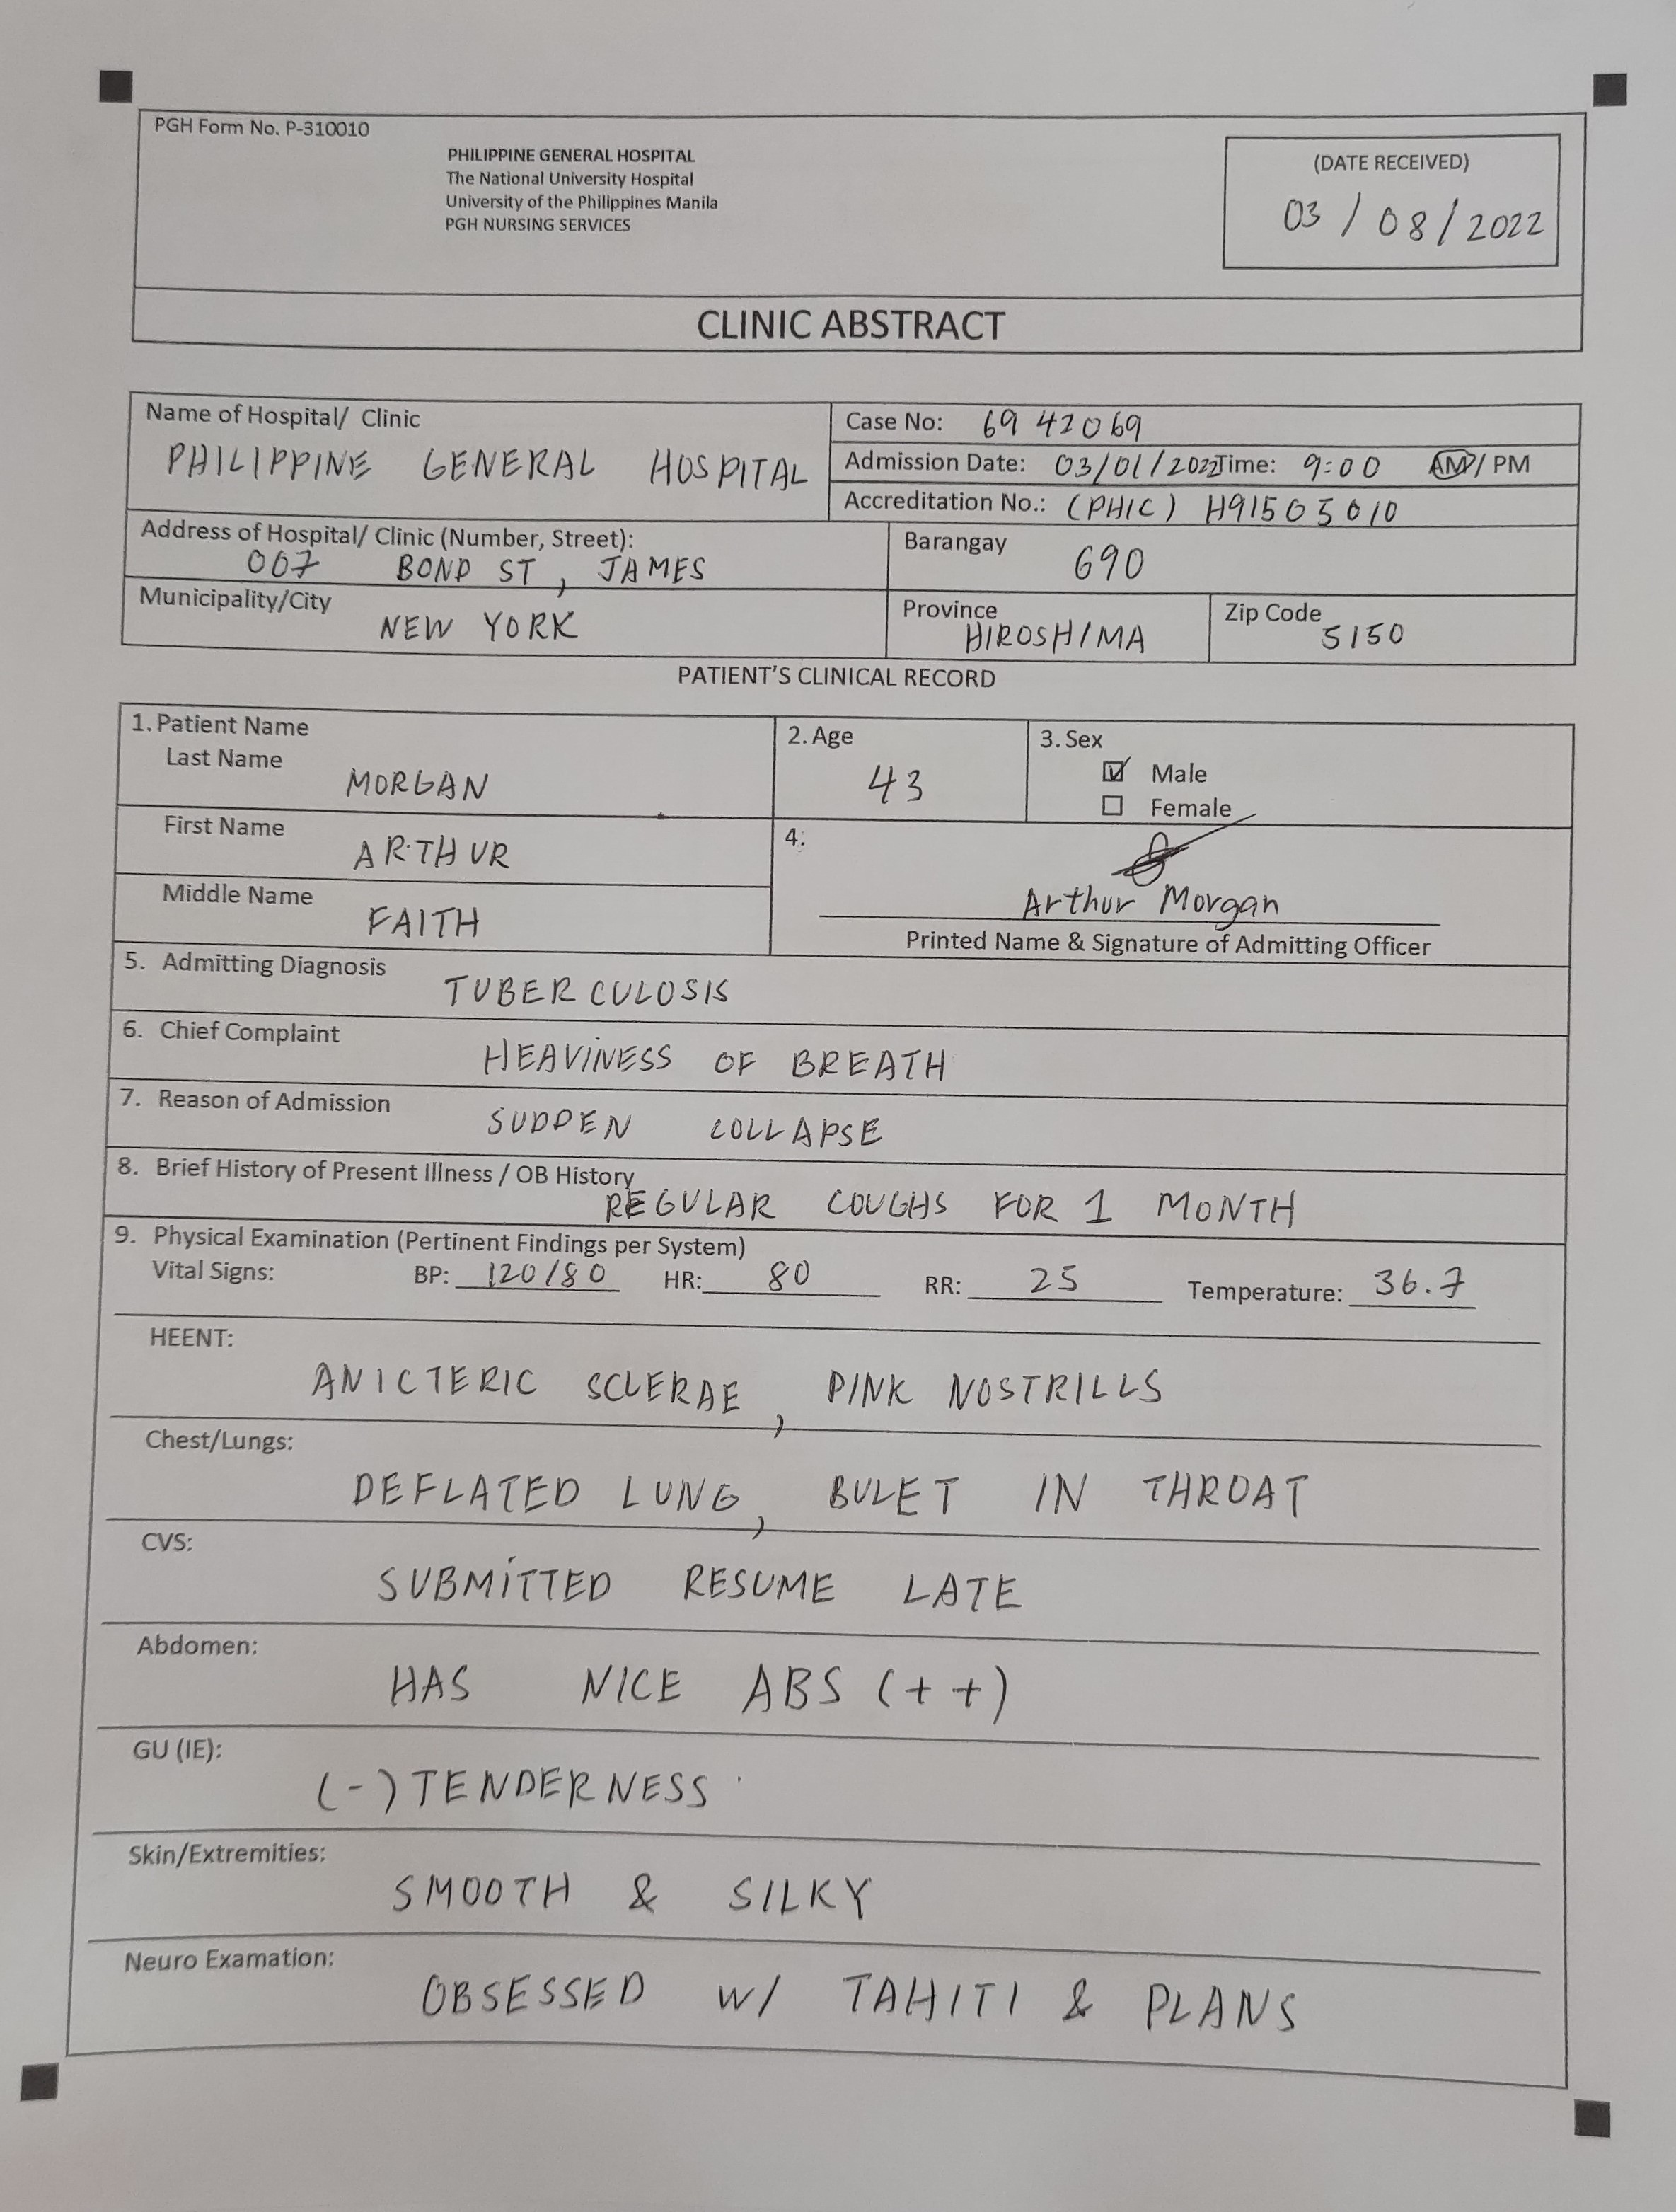 PGH Form No. P-310010
PHILIPPINE GENERAL HOSPITAL
The National University Hospital
University of the Philippines Manila
PGH NURSING SERVICES
(DATE RECEIVED)
03 / 08 / 2022
CLINIC ABSTRACT
Name of Hospital/ Clinic
PHILIPPINE GENERAL HOSPITAL
Case No: 69 42069
Admission Date: 03/01/2022 Time: 9:00 AM/ PM
Accreditation No.: (PHIC) H91505010
Address of Hospital/ Clinic (Number, Street):
007 BOND ST, JAMES
Barangay
690
Municipality/City
NEW YORK
Province
HIROSHIMA
Zip Code
5150
PATIENT'S CLINICAL RECORD
1. Patient Name
Last Name
MORGAN
2. Age
43
3. Sex
Male
Female
First Name
ARTHUR
Middle Name
FAITH
4.
Arthur Morgan
Printed Name & Signature of Admitting Officer
5. Admitting Diagnosis
TUBERCULOSIS
6. Chief Complaint
HEAVINESS OF BREATH
7. Reason of Admission
SUDDEN COLLAPSE
8. Brief History of Present Illness / OB History
REGULAR COUGHS FOR 1 MONTH
9. Physical Examination (Pertinent Findings per System)
Vital Signs: BP: 120/80 HR: 80 RR: 25 Temperature: 36.7
HEENT:
ANICTERIC SCLERAE, PINK NOSTRILLS
Chest/Lungs:
DEFLATED LUNG, BULET IN THROAT
CVS:
SUBMITTED RESUME LATE
Abdomen:
HAS NICE ABS (++)
GU (IE):
(-) TENDERNESS
Skin/Extremities:
SMOOTH & SILKY
Neuro Examation:
OBSESSED W/ TAHITI & PLANS